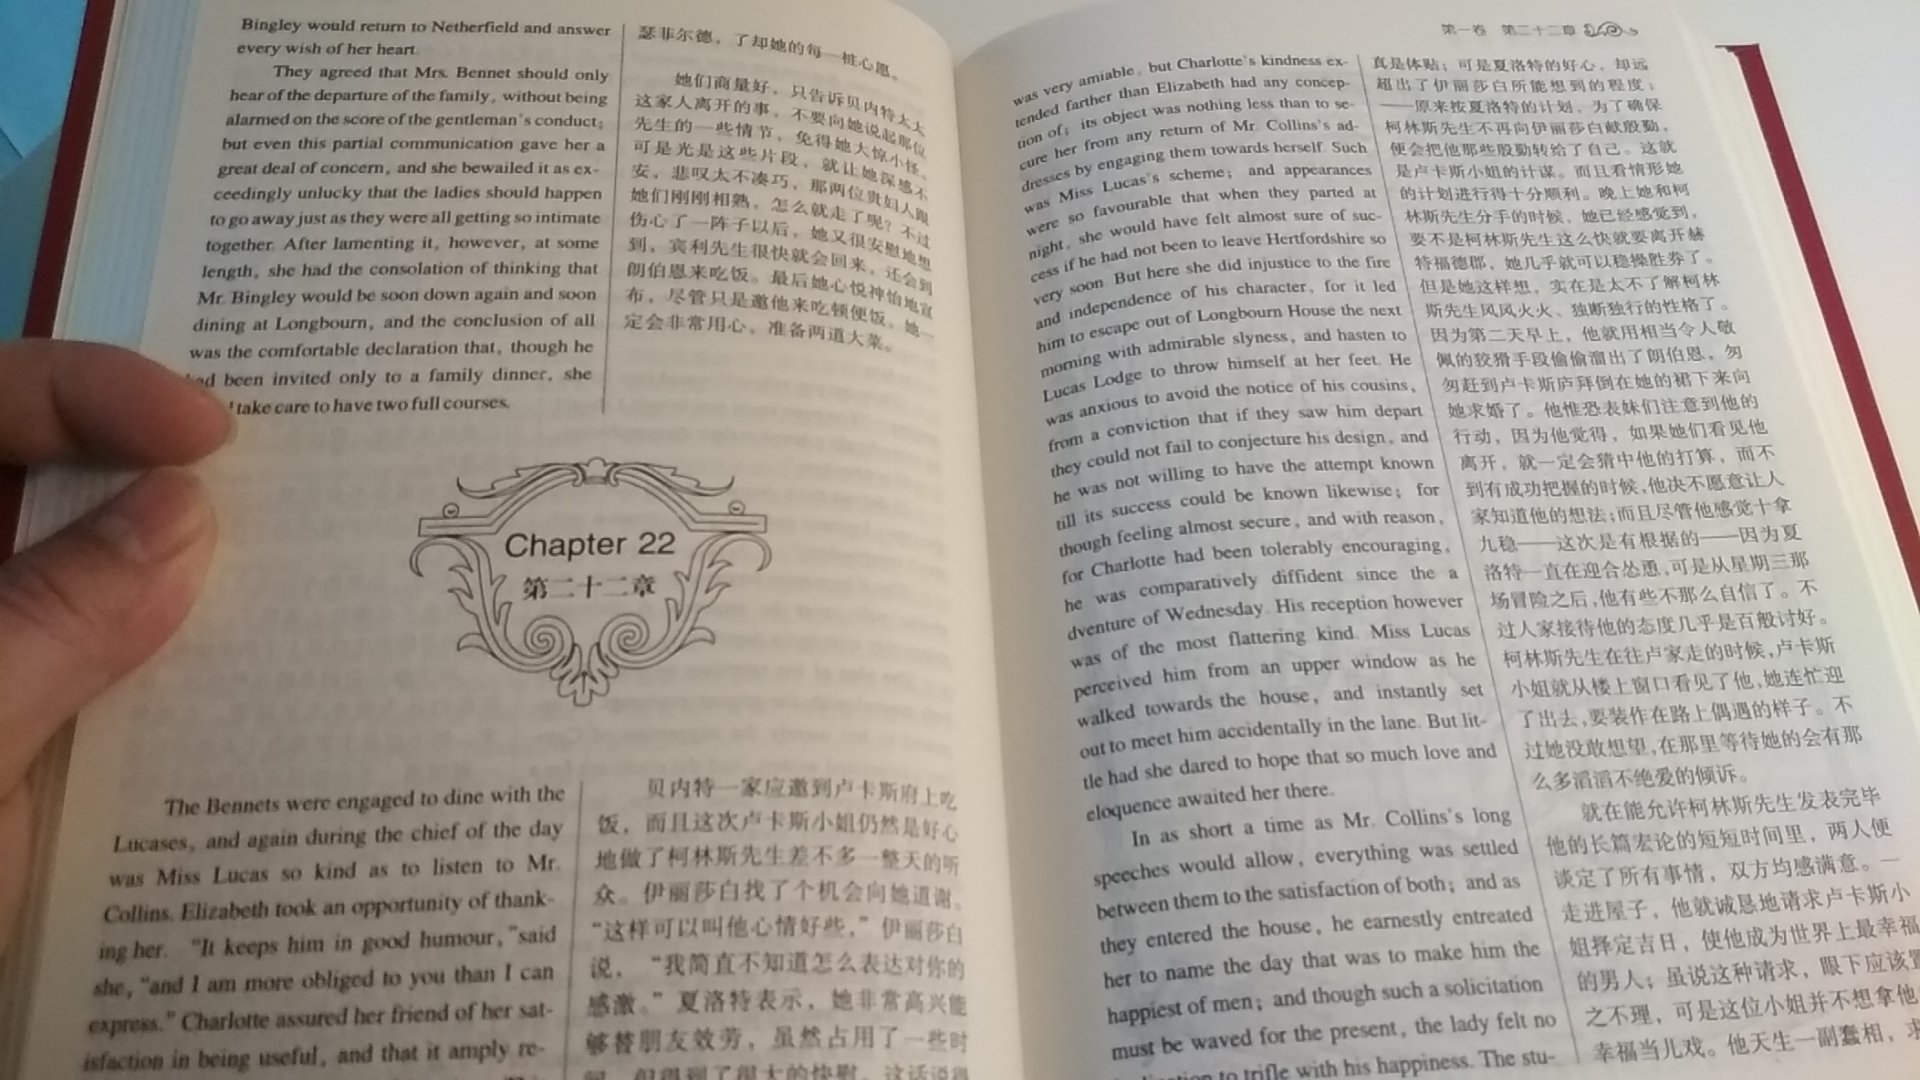 Bingley would return to Netherfield and answer
every wish of her heart.
They agreed that Mrs. Bennet should only
hear of the departure of the family, without being
alarmed on the score of the gentleman's conduct;
but even this partial communication gave her a
great deal of concern, and she bewailed it as ex-
ceedingly unlucky that the ladies should happen
to go away just as they were all getting so intimate
together. After lamenting it, however, at some
length, she had the consolation of thinking that
Mr. Bingley would be soon down again and soon
dining at Longbourn, and the conclusion of all
was the comfortable declaration that, though he
been invited only to a family dinner, she
take care to have two full courses.
瑟非尔德，了却她的每一桩心愿。
她们商量好，只告诉贝内特太太
这家人离开的事，不要向她说起那位
先生的一些情节，免得她大惊小怪。
可是光是这些片段，就让她深感不
安，悲叹太不凑巧，那两位贵妇人跟
她们刚刚相熟，怎么就走了呢？不过
伤心了一阵子以后，她又很安慰地想
到，宾利先生很快就会回来，还会到
朗伯恩来吃饭。最后她心悦神怡地宣
布，尽管只是邀他来吃顿便饭，她一
定会非常用心，准备两道大菜。
Chapter 22
第二十二章
The Bennets were engaged to dine with the
Lucases, and again during the chief of the day
was Miss Lucas so kind as to listen to Mr.
Collins. Elizabeth took an opportunity of thank-
ing her. "It keeps him in good humour,"said
she,"and I am more obliged to you than I can
express." Charlotte assured her friend of her sat-
isfaction in being useful, and that it amply re-
贝内特一家应邀到卢卡斯府上吃
饭，而且这次卢卡斯小姐仍然是好心
地做了柯林斯先生差不多一整天的听
众。伊丽莎白找了个机会向她道谢。
“这样可以叫他心情好些，”伊丽莎白
说，“我简直不知道怎么表达对你的
感激。”夏洛特表示，她非常高兴能
够替朋友效劳，虽然占用了一些时
间，但得到了很大的快慰。这话说得
第一卷 第二十二章
was very amiable, but Charlotte's kindness ex-
tended farther than Elizabeth had any concep-
tion of; its object was nothing less than to se-
cure her from any return of Mr. Collins's ad-
dresses by engaging them towards herself. Such
was Miss Lucas's scheme; and appearances
were so favourable that when they parted at
night, she would have felt almost sure of suc-
cess if he had not been to leave Hertfordshire so
very soon. But here she did injustice to the fire
and independence of his character, for it led
him to escape out of Longbourn House the next
morning with admirable slyness, and hasten to
Lucas Lodge to throw himself at her feet. He
was anxious to avoid the notice of his cousins,
from a conviction that if they saw him depart
they could not fail to conjecture his design, and
he was not willing to have the attempt known
till its success could be known likewise; for
though feeling almost secure, and with reason,
for Charlotte had been tolerably encouraging,
he was comparatively diffident since the a
dventure of Wednesday. His reception however
was of the most flattering kind. Miss Lucas
perceived him from an upper window as he
walked towards the house, and instantly set
out to meet him accidentally in the lane. But lit-
tle had she dared to hope that so much love and
eloquence awaited her there.
In as short a time as Mr. Collins's long
speeches would allow, everything was settled
between them to the satisfaction of both; and as
they entered the house, he earnestly entreated
her to name the day that was to make him the
happiest of men; and though such a solicitation
must be waved for the present, the lady felt no
to trifle with his happiness. The stu-
真是体贴；可是夏洛特的好心，却远
超出了伊丽莎白所能想到的程度；
——原来按夏洛特的计划，为了确保
柯林斯先生不再向伊丽莎白献殷勤，
便会把他那些殷勤转给了自己。这就
是卢卡斯小姐的计谋。而且看情形她
的计划进行得十分顺利。晚上她和柯
林斯先生分手的时候，她已经感觉到，
要不是柯林斯先生这么快就要离开赫
特福德郡，她几乎就可以稳操胜券了。
但是她这样想，实在是太不了解柯林
斯先生风风火火、独断独行的性格了。
因为第二天早上，他就用相当令人敬
佩的狡猾手段偷偷溜出了朗伯恩，匆
匆赶到卢卡斯庐拜倒在她的裙下来向
她求婚了。他惟恐表妹们注意到他的
行动，因为他觉得，如果她们看见他
离开，就一定会猜中他的打算，而不
到有成功把握的时候，他决不愿意让人
家知道他的想法；而且尽管他感觉十拿
九稳——这次是有根据的——因为夏
洛特一直在迎合怂恿，可是从星期三那
场冒险之后，他有些不那么自信了。不
过人家接待他的态度几乎是百般讨好。
柯林斯先生在往卢家走的时候，卢卡斯
小姐就从楼上窗口看见了他，她连忙迎
了出去，要装作在路上偶遇的样子。不
过她没敢想望，在那里等待她的会有那
么多滔滔不绝爱的倾诉。
就在能允许柯林斯先生发表完毕
他的长篇宏论的短短时间里，两人便
谈定了所有事情，双方均感满意。一
走进屋子，他就诚恳地请求卢卡斯小
姐择定吉日，使他成为世界上最幸福
的男人；虽说这种请求，眼下应该置
之不理，可是这位小姐并不想拿他
幸福当儿戏。他天生一副蠢相，求